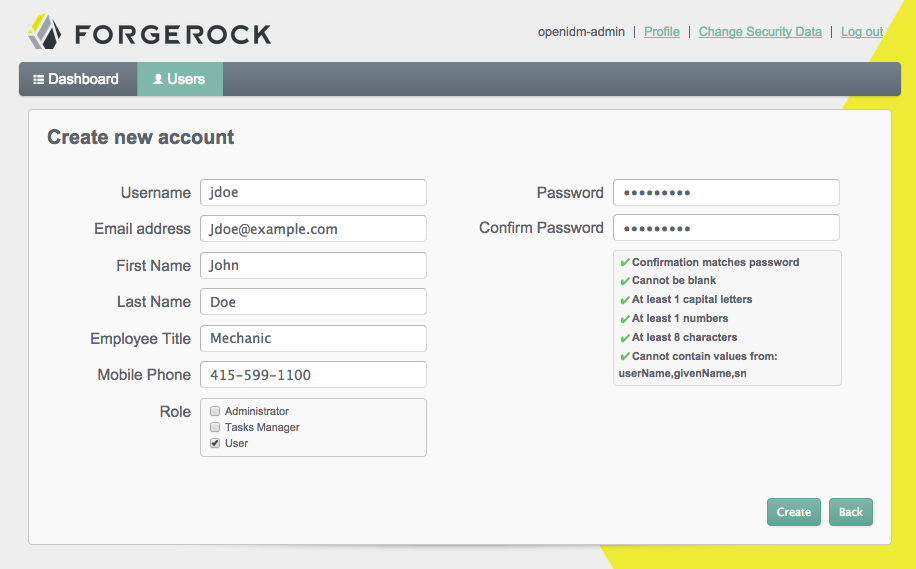 FORGEROCK
openidm-admin | Profile | Change Security Data | Log out
Dashboard Users
Create new account
Username jdoe
Email address Jdoe@example.com
First Name John
Last Name Doe
Employee Title Mechanic
Mobile Phone 415-599-1100
Role
Administrator
Tasks Manager
User
Password •••••••••
Confirm Password •••••••••
✔Confirmation matches password
✔Cannot be blank
✔At least 1 capital letters
✔At least 1 numbers
✔At least 8 characters
✔Cannot contain values from:
userName,givenName,sn
Create Back